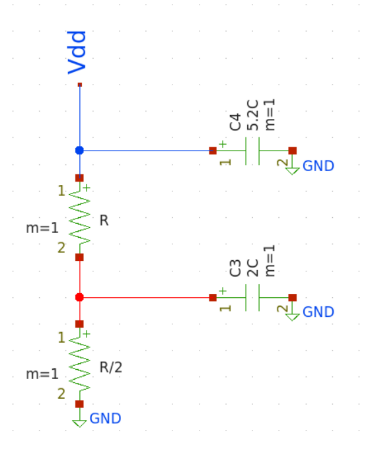 Vdd
C4
5.2C
m=1
+
1
2
GND
1
+
R
m=1
2
C3
2C
m=1
+
1
2
GND
1
+
R/2
m=1
2
GND